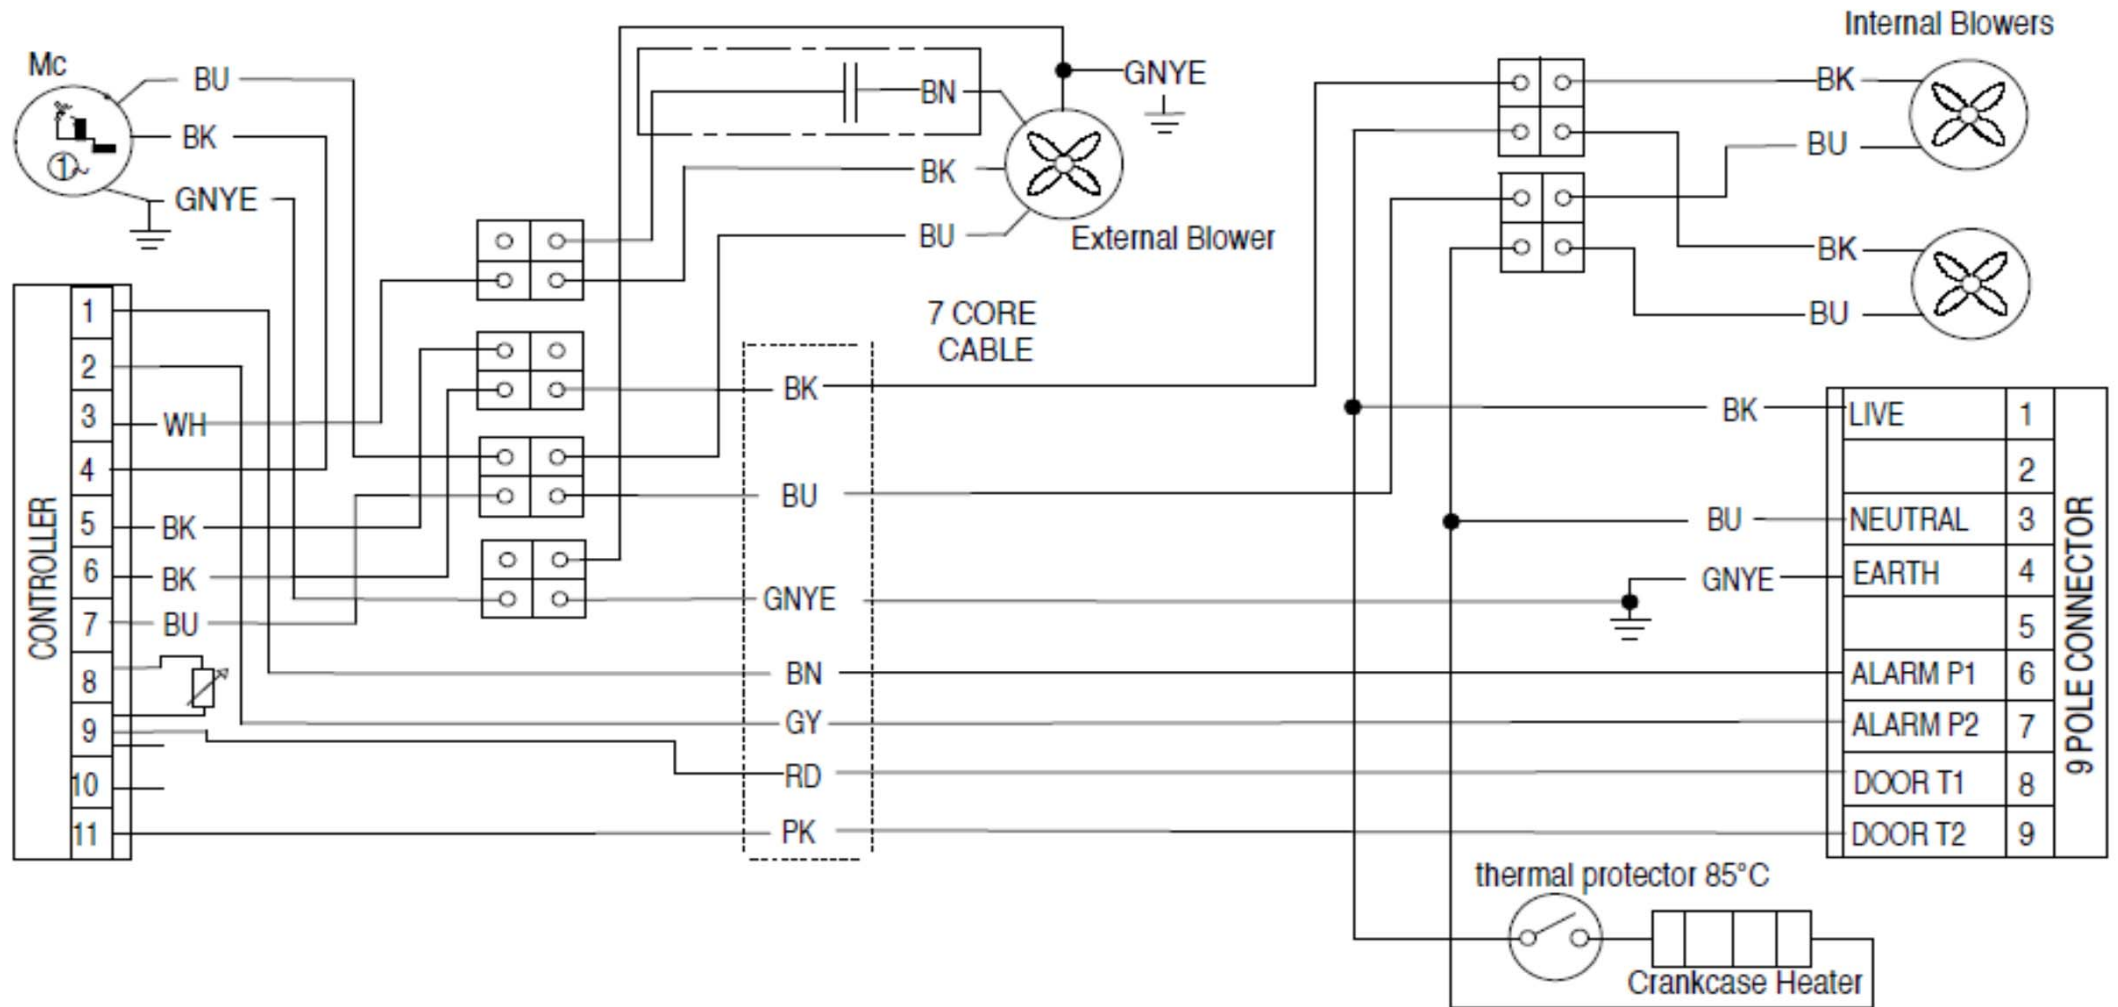 Internal Blowers
Mc
BU
BK
GNYE
BN
GNYE
BK
BU
External Blower
BK
BU
BK
BU
7 CORE
CABLE
CONTROLLER
1
2
3
4
5
6
7
8
9
10
11
WH
BK
BK
BU
BK
BU
GNYE
BN
GY
RD
PK
BK
BU
GNYE
LIVE 1
2
NEUTRAL 3
EARTH 4
5
ALARM P1 6
ALARM P2 7
DOOR T1 8
DOOR T2 9
9 POLE CONNECTOR
thermal protector 85°C
Crankcase Heater
1~